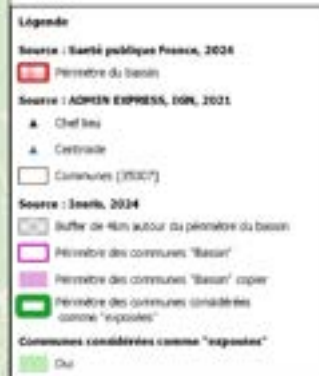 Légende
Source : Santé publique France, 2024
Périmètre du bassin
Source : ADMIN EXPRESS, IGN, 2021
Chef lieu
Centroide
Communes [35007]
Source : Ineris, 2024
Buffer de 4km autour du périmètre du bassin
Périmètre des communes "Bassin"
Périmètre des communes "Bassin" copier
Périmètre des communes considérées
comme "exposées"
Communes considérées comme "exposées"
Oui